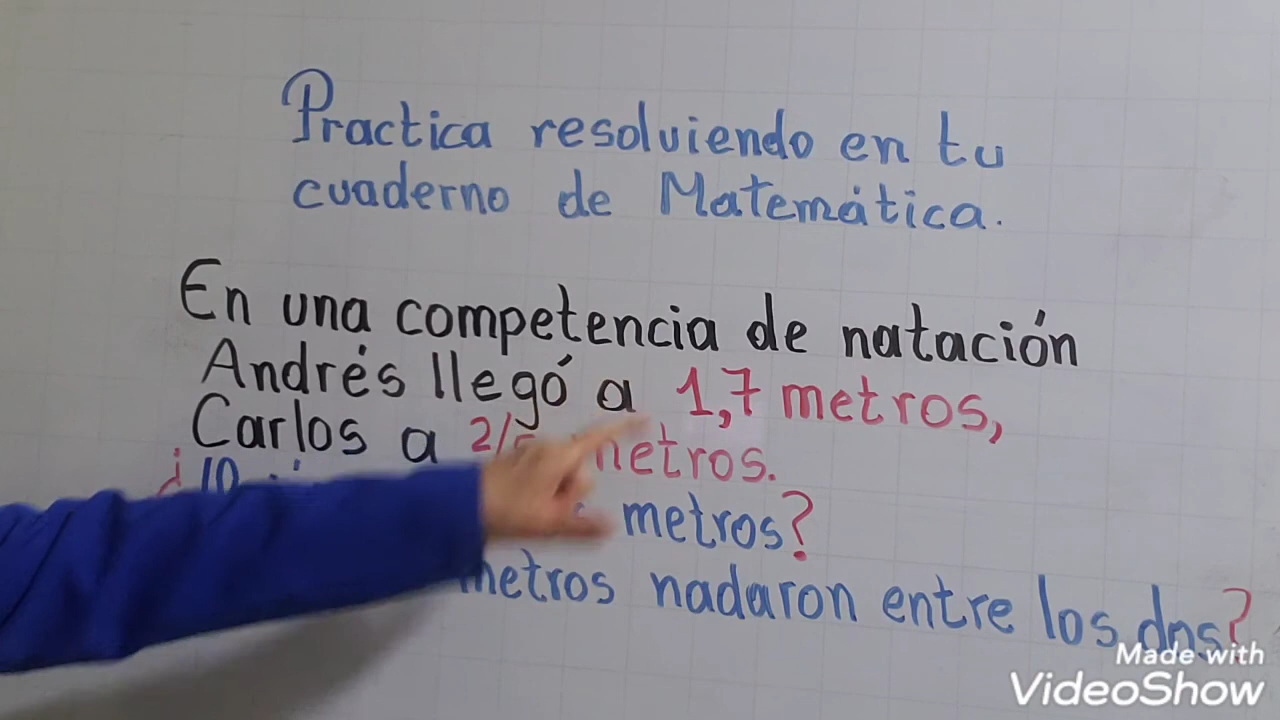 Practica resolviendo en tu
cuaderno de Matemática.
En una competencia de natación
Andrés llegó a 1,7 metros,
Carlos a metros.
¿
metros?
metros nadaron entre los dos?
Made with
VideoShow